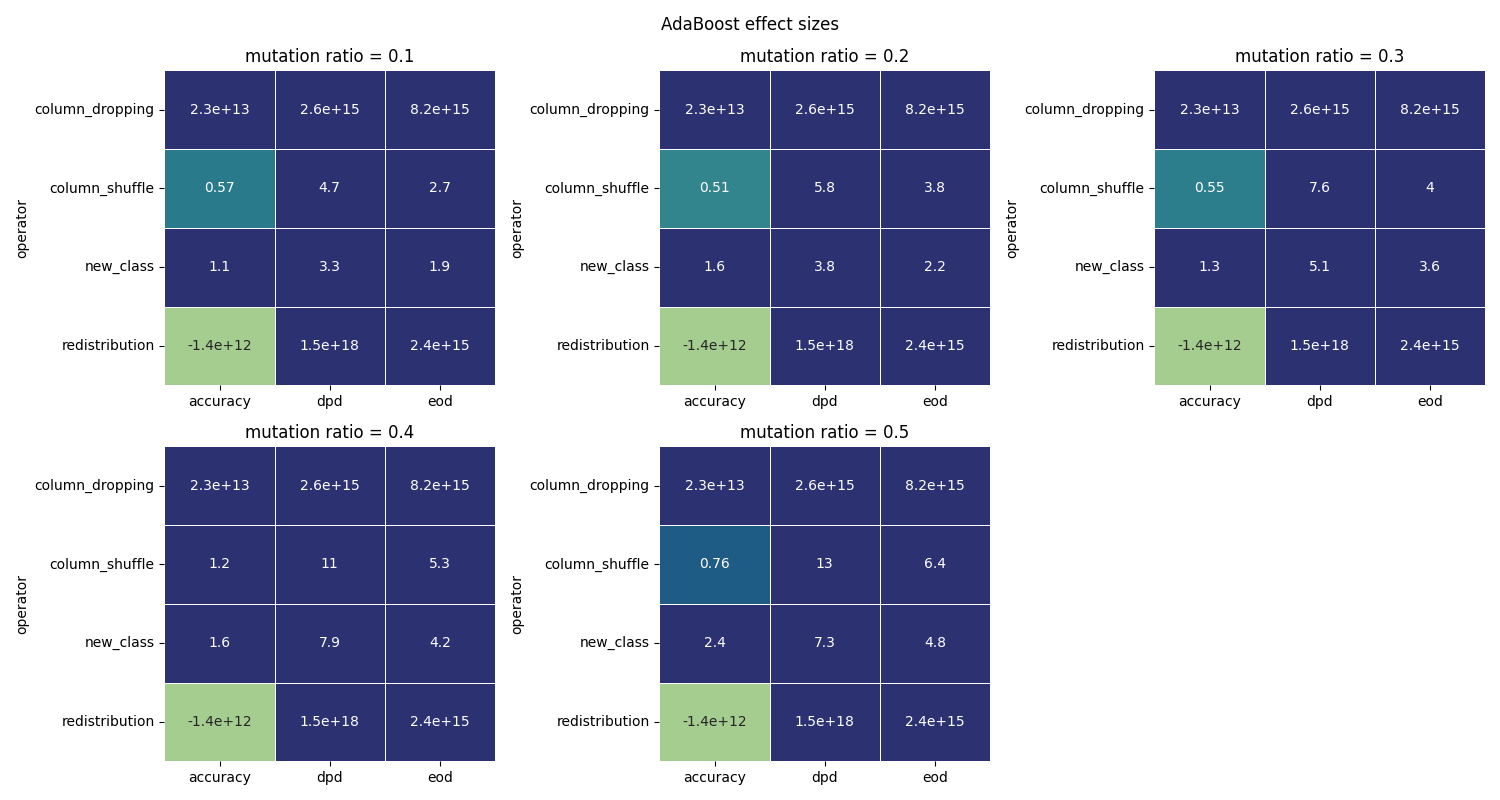 AdaBoost effect sizes
mutation ratio = 0.1
operator
column_dropping 2.3e+13 2.6e+15 8.2e+15
column_shuffle 0.57 4.7 2.7
new_class 1.1 3.3 1.9
redistribution -1.4e+12 1.5e+18 2.4e+15
accuracy dpd eod
mutation ratio = 0.2
operator
column_dropping 2.3e+13 2.6e+15 8.2e+15
column_shuffle 0.51 5.8 3.8
new_class 1.6 3.8 2.2
redistribution -1.4e+12 1.5e+18 2.4e+15
accuracy dpd eod
mutation ratio = 0.3
operator
column_dropping 2.3e+13 2.6e+15 8.2e+15
column_shuffle 0.55 7.6 4
new_class 1.3 5.1 3.6
redistribution -1.4e+12 1.5e+18 2.4e+15
accuracy dpd eod
mutation ratio = 0.4
operator
column_dropping 2.3e+13 2.6e+15 8.2e+15
column_shuffle 1.2 11 5.3
new_class 1.6 7.9 4.2
redistribution -1.4e+12 1.5e+18 2.4e+15
accuracy dpd eod
mutation ratio = 0.5
operator
column_dropping 2.3e+13 2.6e+15 8.2e+15
column_shuffle 0.76 13 6.4
new_class 2.4 7.3 4.8
redistribution -1.4e+12 1.5e+18 2.4e+15
accuracy dpd eod